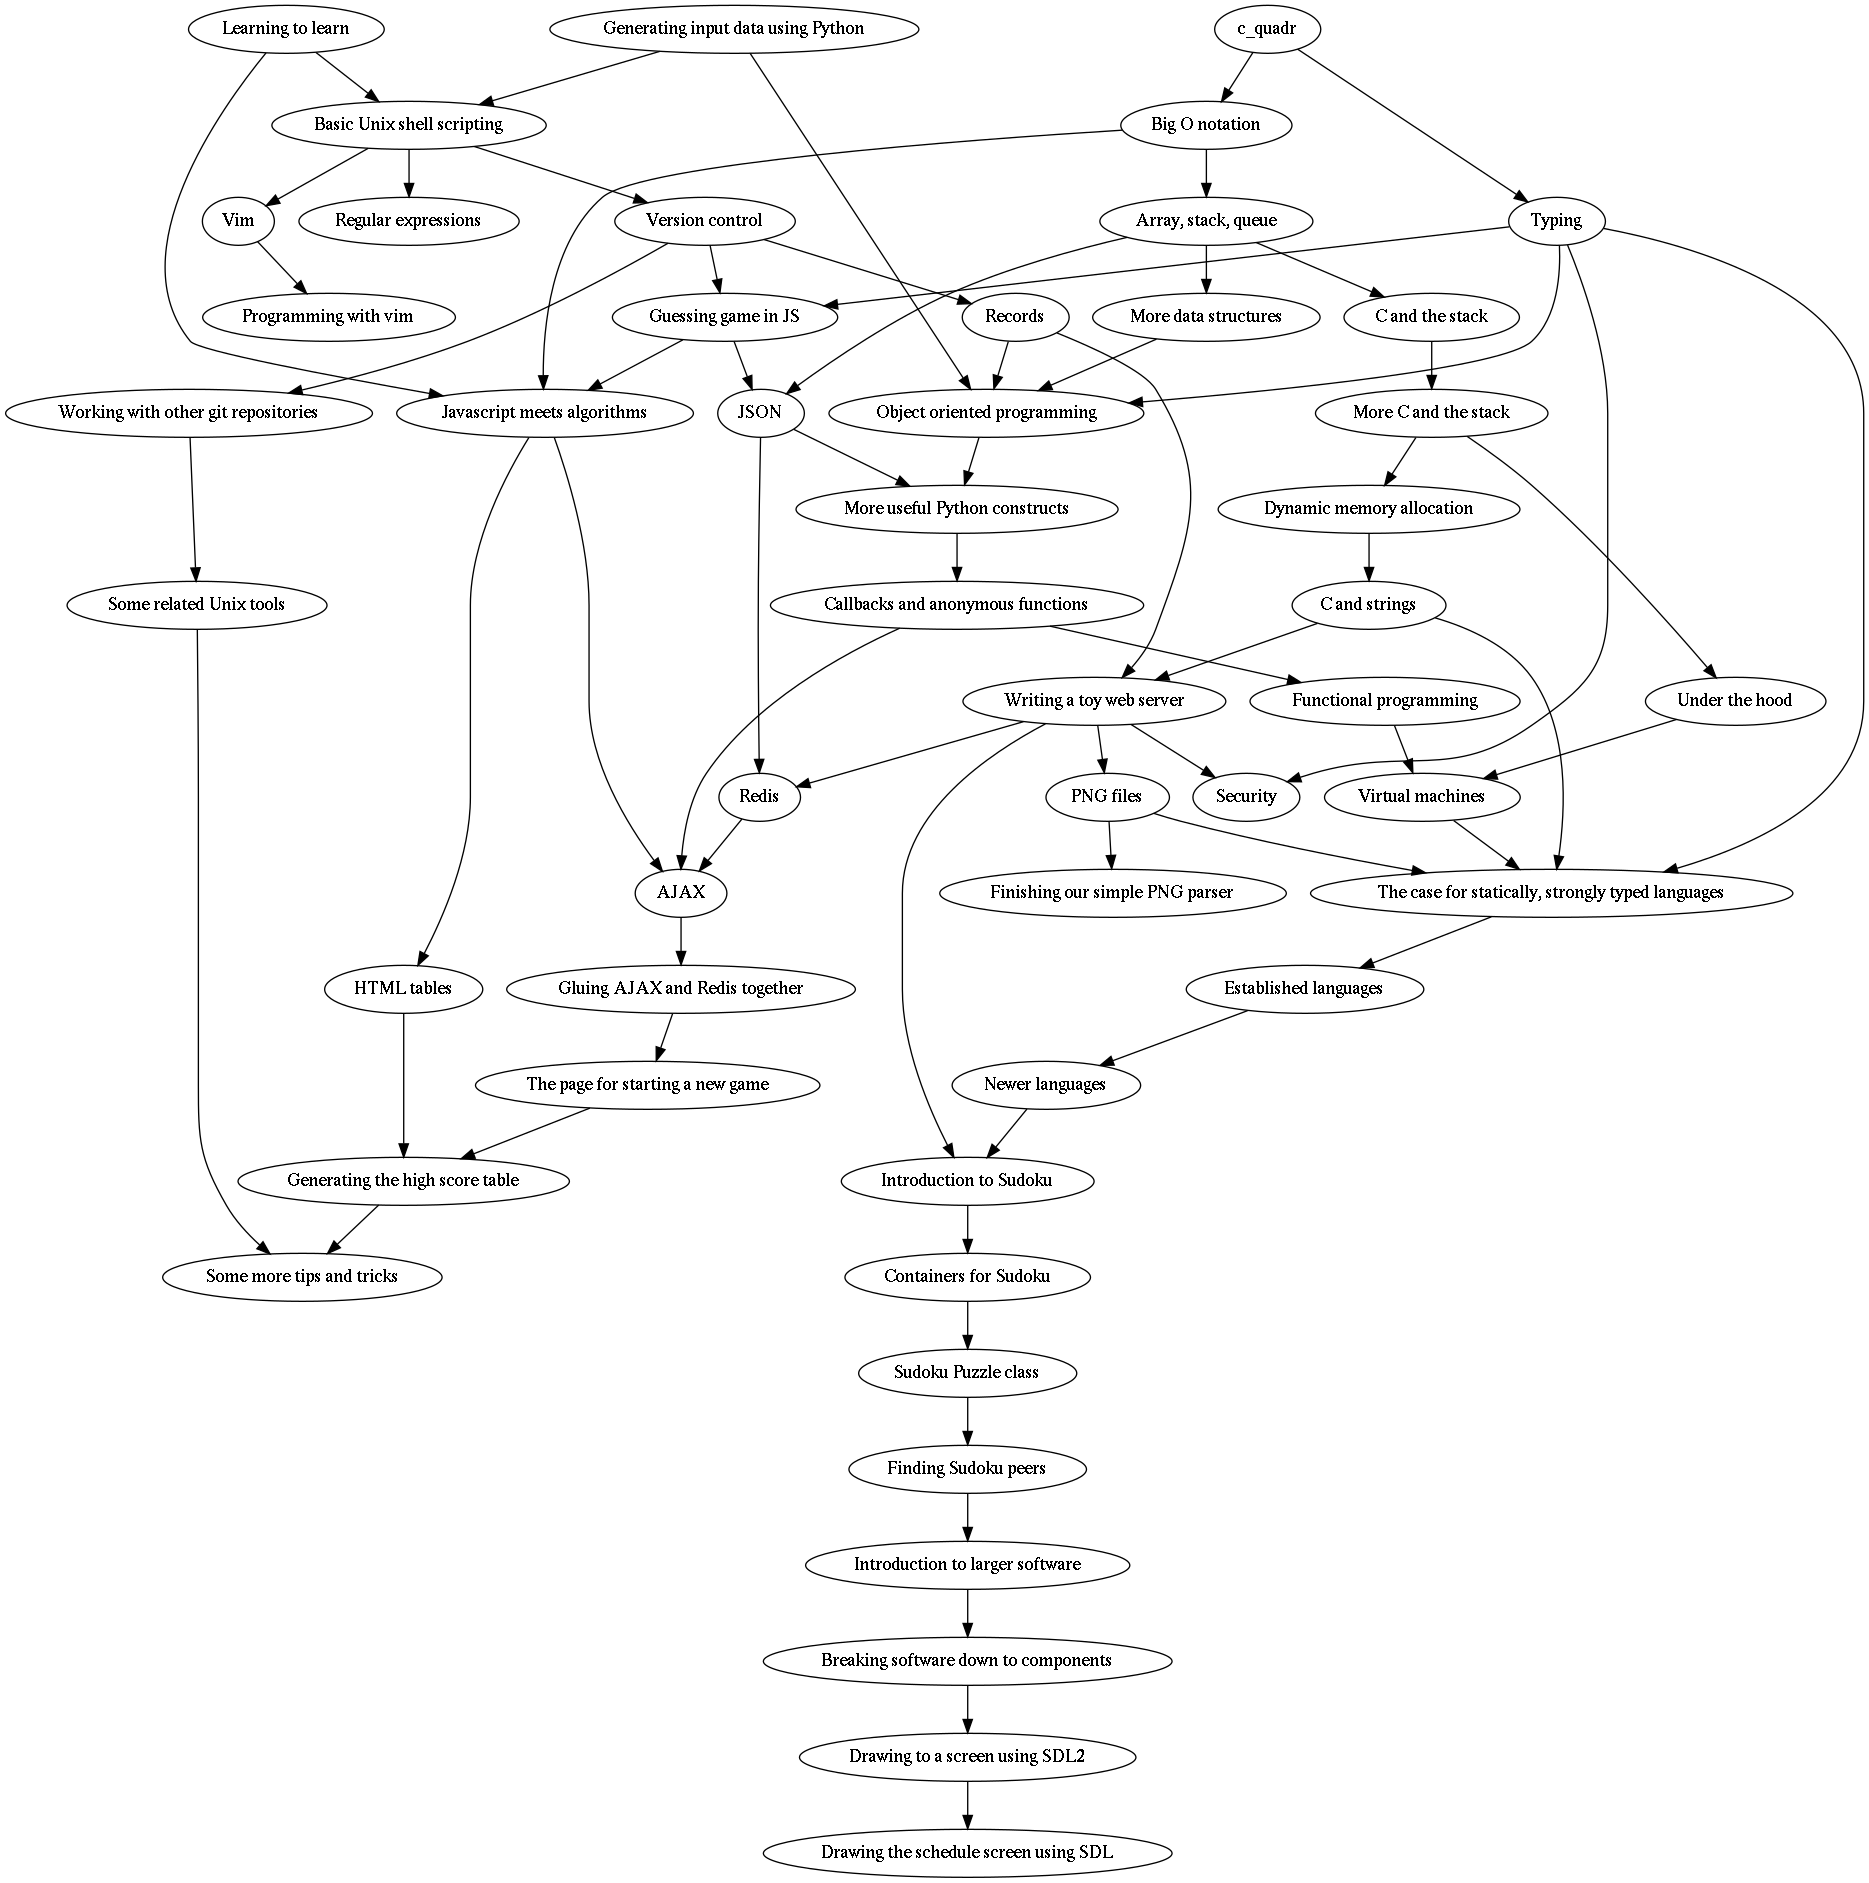 Learning to learn
Generating input data using Python
c_quadr
Basic Unix shell scripting
Big O notation
Vim
Regular expressions
Version control
Array, stack, queue
Typing
Programming with vim
Guessing game in JS
Records
More data structures
C and the stack
Working with other git repositories
Javascript meets algorithms
JSON
Object oriented programming
More C and the stack
More useful Python constructs
Dynamic memory allocation
Some related Unix tools
Callbacks and anonymous functions
C and strings
Writing a toy web server
Functional programming
Under the hood
Redis
PNG files
Security
Virtual machines
AJAX
Finishing our simple PNG parser
The case for statically, strongly typed languages
HTML tables
Gluing AJAX and Redis together
Established languages
The page for starting a new game
Newer languages
Generating the high score table
Introduction to Sudoku
Some more tips and tricks
Containers for Sudoku
Sudoku Puzzle class
Finding Sudoku peers
Introduction to larger software
Breaking software down to components
Drawing to a screen using SDL2
Drawing the schedule screen using SDL